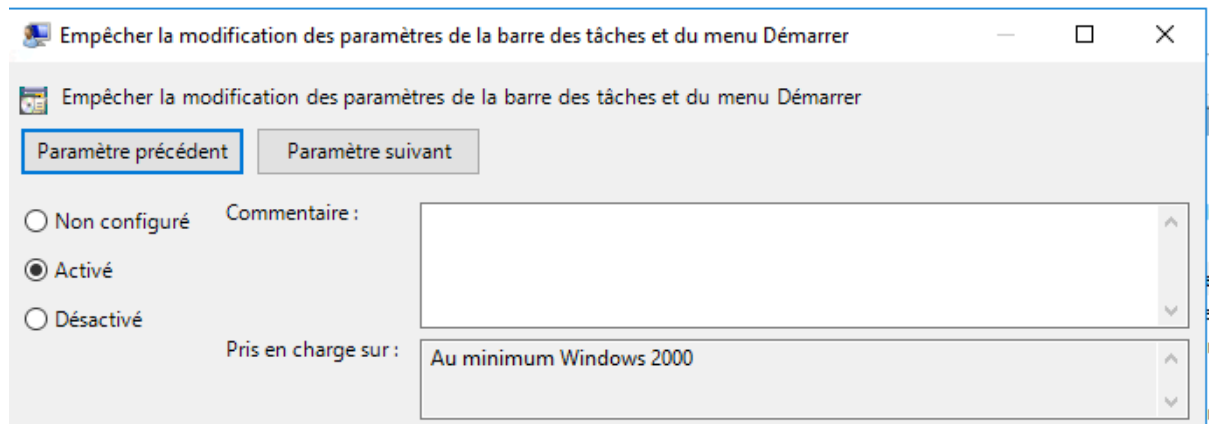 Empêcher la modification des paramètres de la barre des tâches et du menu Démarrer
Empêcher la modification des paramètres de la barre des tâches et du menu Démarrer
Paramètre précédent Paramètre suivant
Non configuré Commentaire :
Activé
Désactivé
Pris en charge sur : Au minimum Windows 2000